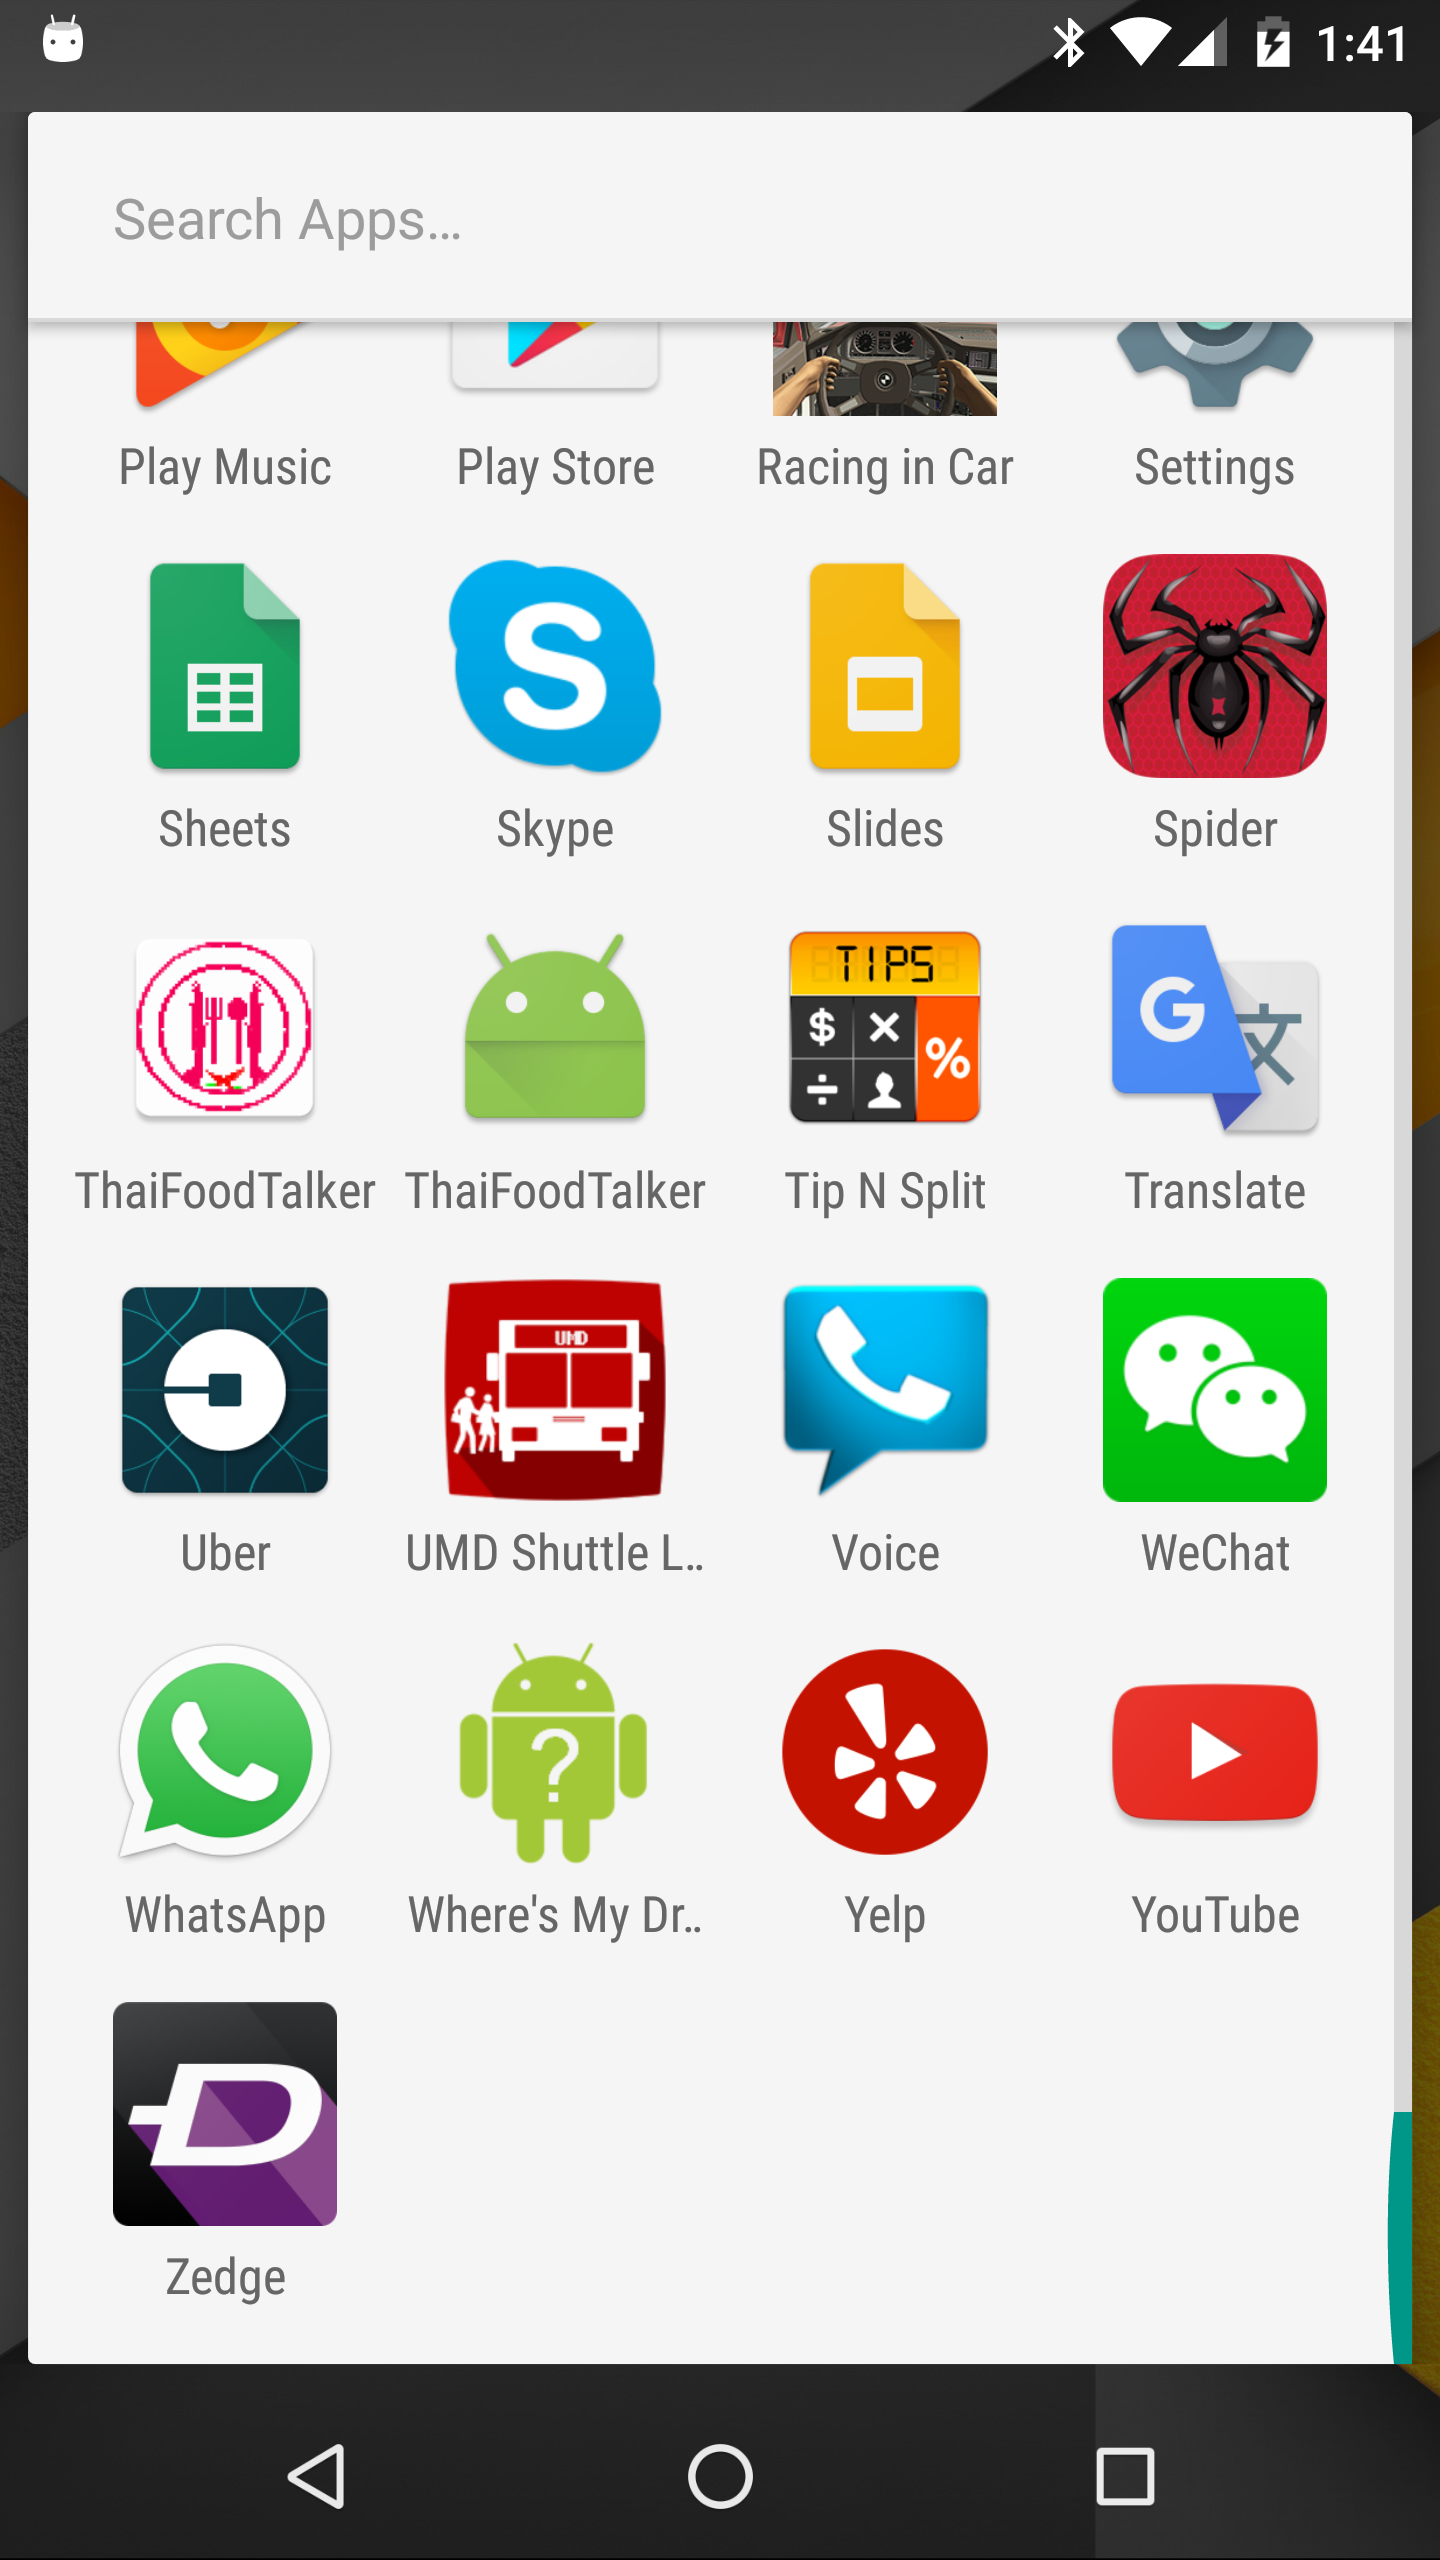 1:41
Search Apps...
Play Music
Play Store
Racing in Car
Settings
S
Sheets
Skype
Slides
Spider
TIPS
$
%
G
文
ThaiFoodTalker
ThaiFoodTalker
Tip N Split
Translate
UMD
Uber
UMD Shuttle L..
Voice
WeChat
?
WhatsApp
Where's My Dr..
Yelp
YouTube
D
Zedge